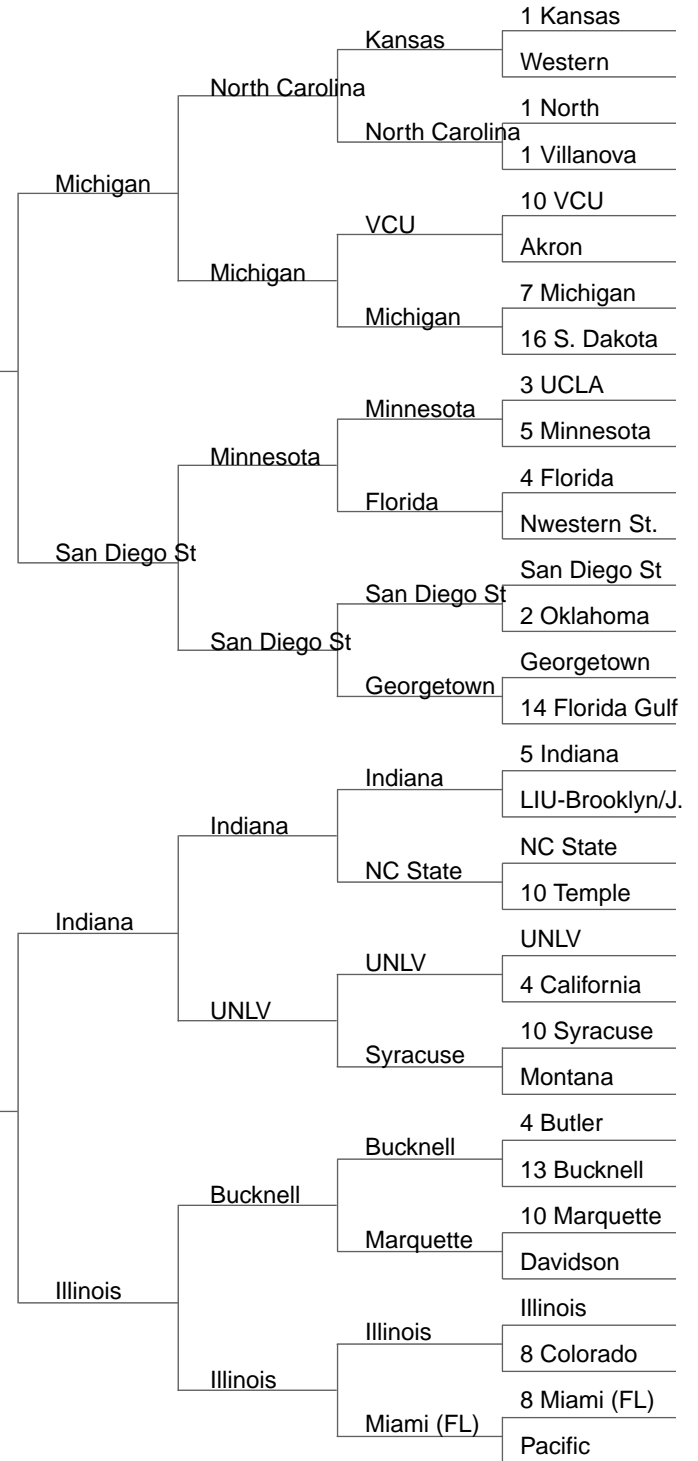 1 Kansas
Kansas
Western
North Carolina
1 North
North Carolina
1 Villanova
Michigan
10 VCU
VCU
Akron
Michigan
7 Michigan
Michigan
16 S. Dakota
3 UCLA
Minnesota
5 Minnesota
Minnesota
4 Florida
Florida
Nwestern St.
San Diego St
San Diego St
San Diego St
2 Oklahoma
San Diego St
Georgetown
Georgetown
14 Florida Gulf
5 Indiana
Indiana
LIU-Brooklyn/J.
Indiana
NC State
NC State
10 Temple
Indiana
UNLV
UNLV
4 California
UNLV
10 Syracuse
Syracuse
Montana
4 Butler
Bucknell
13 Bucknell
Bucknell
10 Marquette
Marquette
Davidson
Illinois
Illinois
Illinois
8 Colorado
Illinois
8 Miami (FL)
Miami (FL)
Pacific